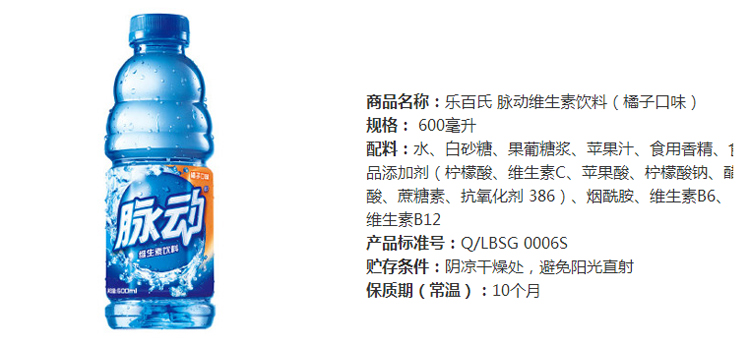 橘子口味
脉动
维生素饮料
600ml
商品名称：乐百氏 脉动维生素饮料（橘子口味）
规格： 600毫升
配料：水、白砂糖、果葡糖浆、苹果汁、食用香精、食
品添加剂（柠檬酸、维生素C、苹果酸、柠檬酸钠、醋
酸、蔗糖素、抗氧化剂 386）、烟酰胺、维生素B6、
维生素B12
产品标准号：Q/LBSG 0006S
贮存条件：阴凉干燥处，避免阳光直射
保质期（常温）：10个月